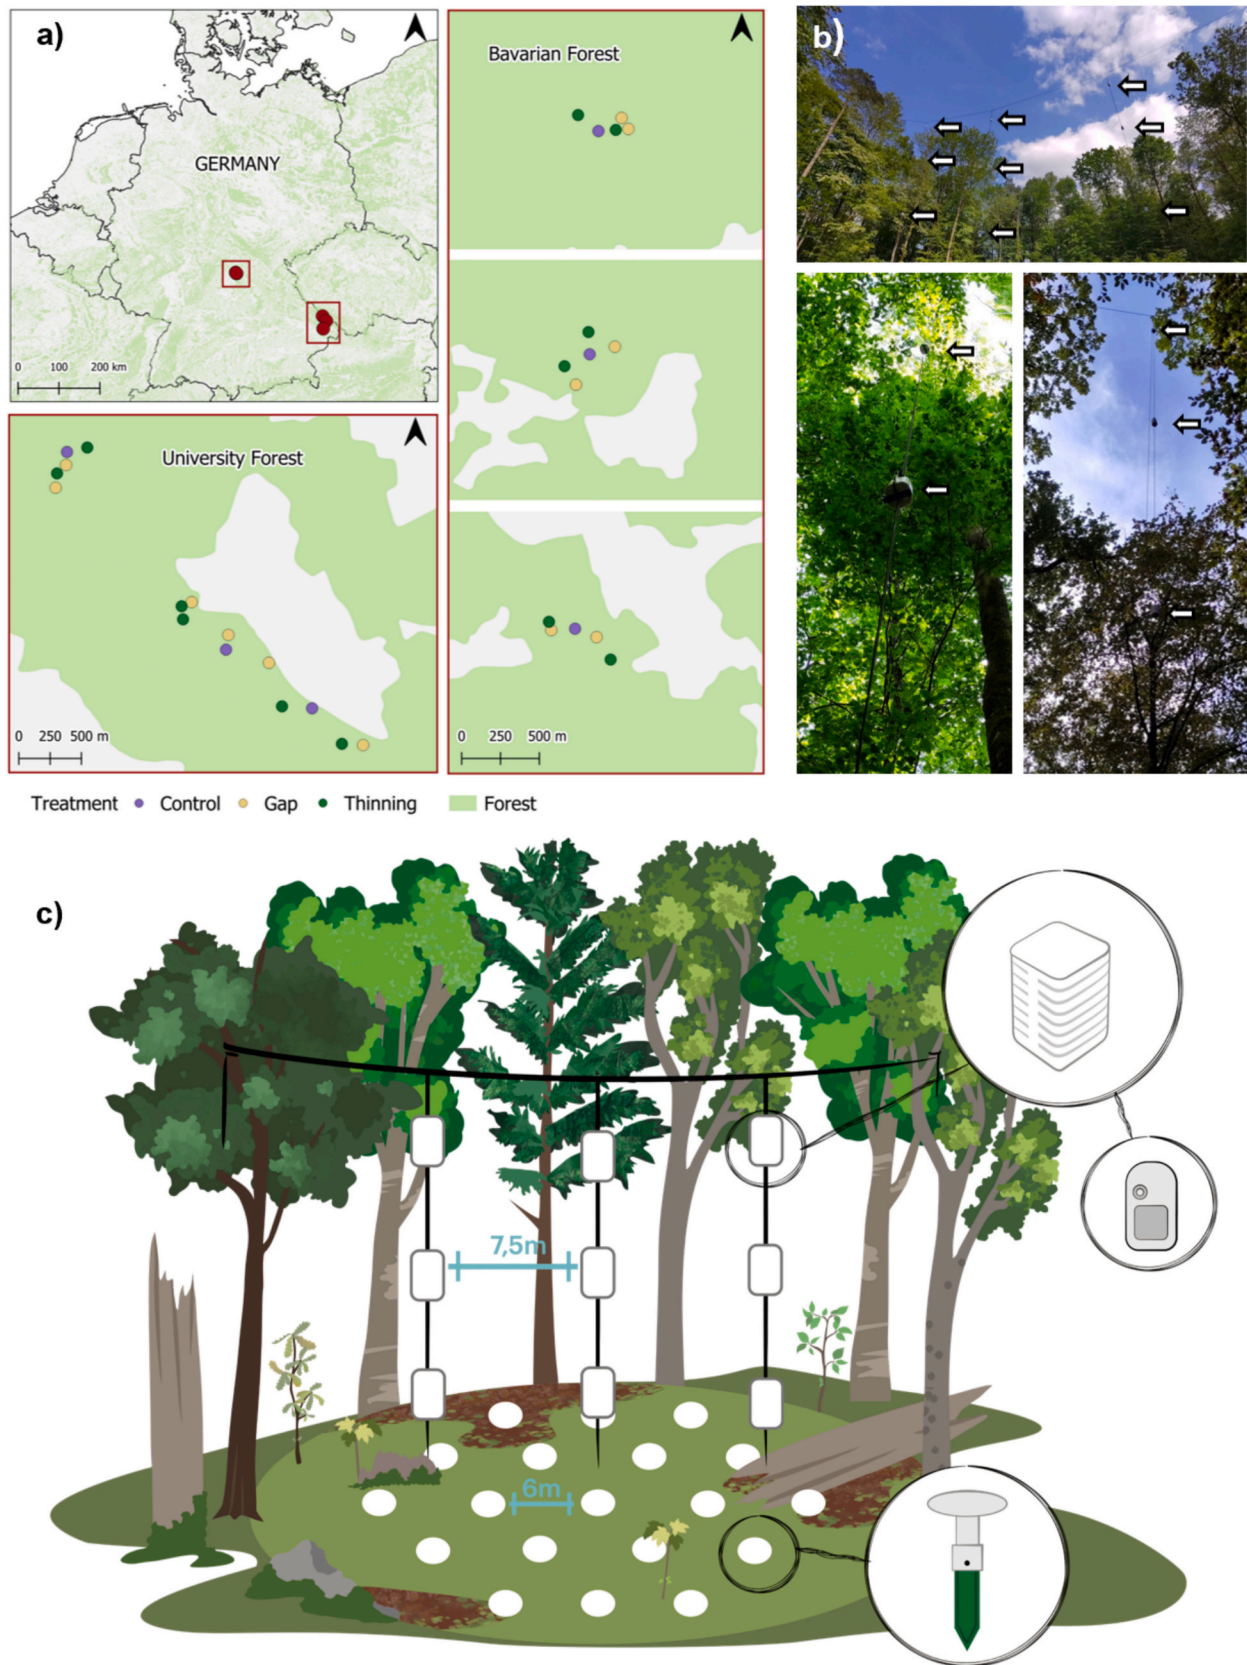 a)
GERMANY
0 100 200 km
University Forest
0 250 500 m
Bavarian Forest
0 250 500 m
b)
Treatment Control Gap Thinning Forest
c)
7,5m
6m